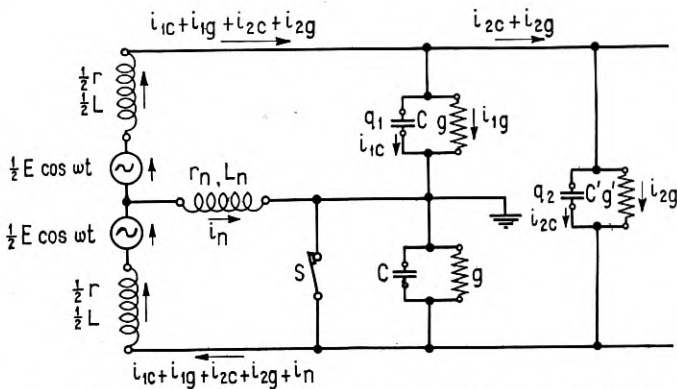 i1c+i1g+i2c+i2g
i2c+i2g
½r
½L
½E cos ωt
½E cos ωt
½r
½L
rn, Ln
in
S
q1
C
g
i1c
i1g
C
g
q2
C'g'
i2c
i2g
i1c+i1g+i2c+i2g+in